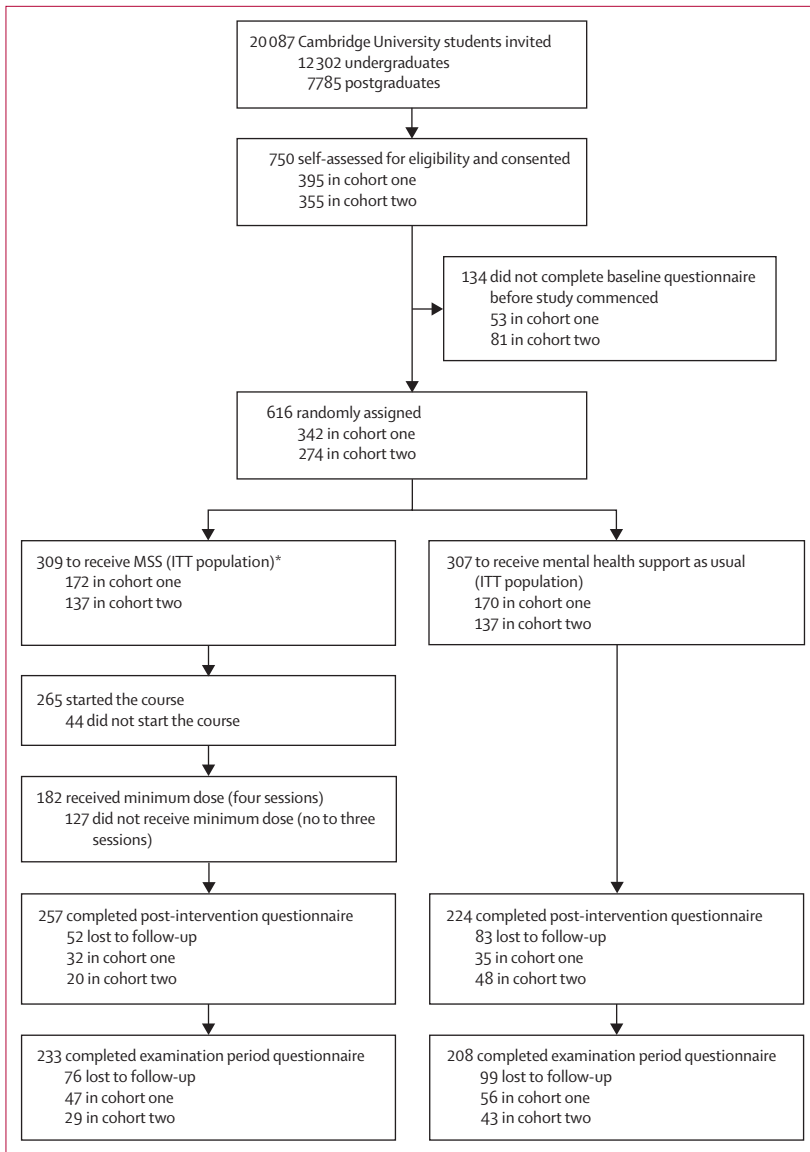 20 087 Cambridge University students invited
12 302 undergraduates
7785 postgraduates
750 self-assessed for eligibility and consented
395 in cohort one
355 in cohort two
134 did not complete baseline questionnaire
before study commenced
53 in cohort one
81 in cohort two
616 randomly assigned
342 in cohort one
274 in cohort two
309 to receive MSS (ITT population)*
172 in cohort one
137 in cohort two
307 to receive mental health support as usual
(ITT population)
170 in cohort one
137 in cohort two
265 started the course
44 did not start the course
182 received minimum dose (four sessions)
127 did not receive minimum dose (no to three
sessions)
257 completed post-intervention questionnaire
52 lost to follow-up
32 in cohort one
20 in cohort two
224 completed post-intervention questionnaire
83 lost to follow-up
35 in cohort one
48 in cohort two
233 completed examination period questionnaire
76 lost to follow-up
47 in cohort one
29 in cohort two
208 completed examination period questionnaire
99 lost to follow-up
56 in cohort one
43 in cohort two